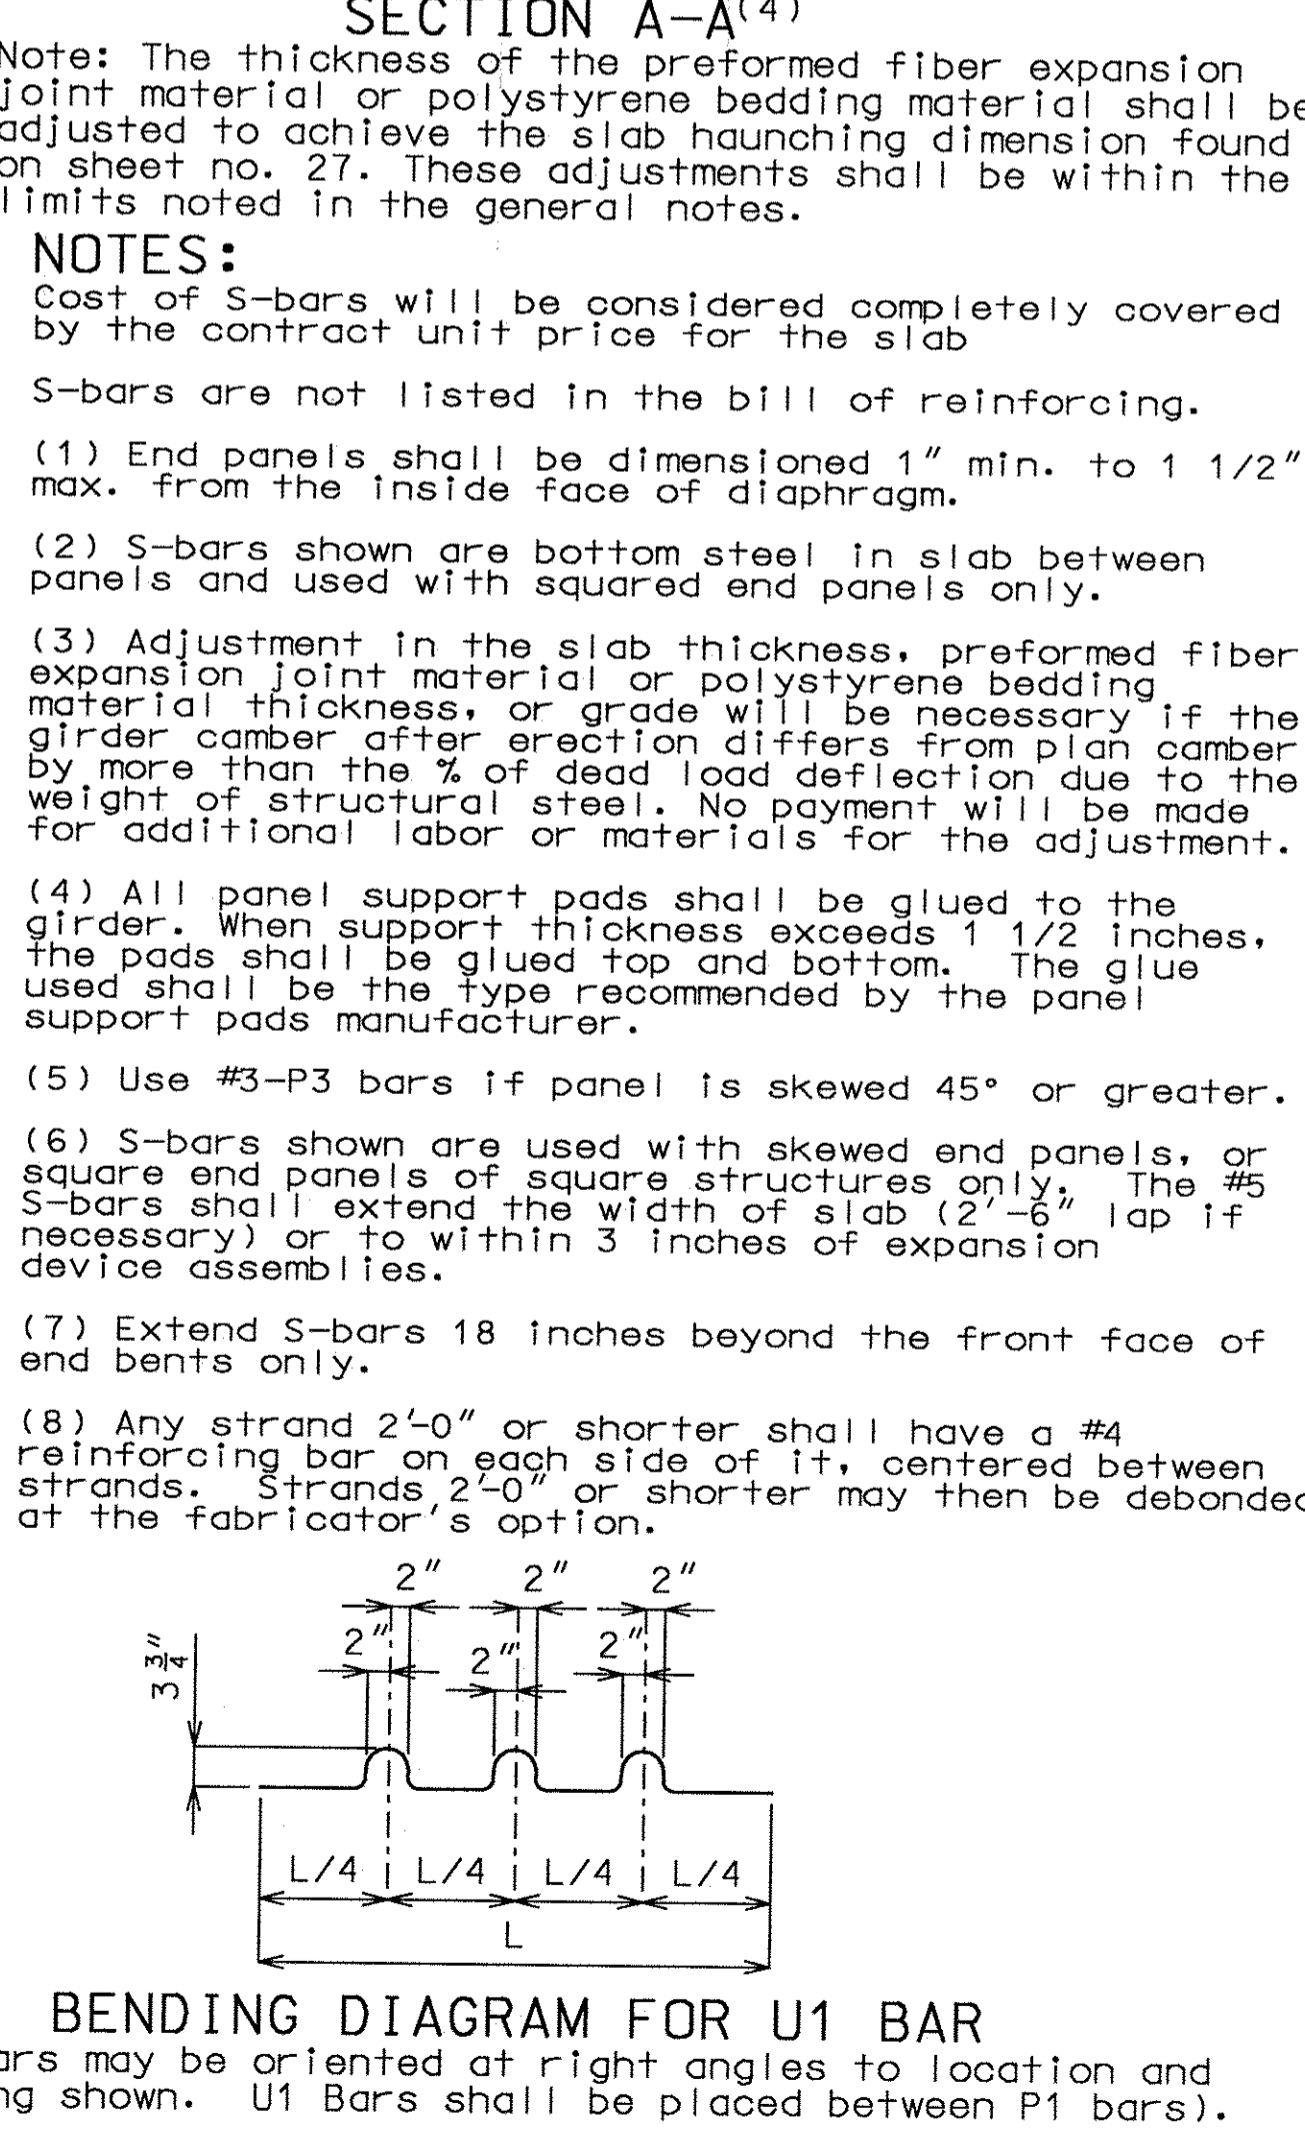 SECTION A-A(4)
Note: The thickness of the preformed fiber expansion
joint material or polystyrene bedding material shall be
adjusted to achieve the slab haunching dimension found
on sheet no. 27. These adjustments shall be within the
limits noted in the general notes.
NOTES:
Cost of S-bars will be considered completely covered
by the contract unit price for the slab
S-bars are not listed in the bill of reinforcing.
(1) End panels shall be dimensioned 1" min. to 1 1/2"
max. from the inside face of diaphragm.
(2) S-bars shown are bottom steel in slab between
panels and used with squared end panels only.
(3) Adjustment in the slab thickness, preformed fiber
expansion joint material or polystyrene bedding
material thickness, or grade will be necessary if the
girder camber after erection differs from plan camber
by more than the % of dead load deflection due to the
weight of structural steel. No payment will be made
for additional labor or materials for the adjustment.
(4) All panel support pads shall be glued to the
girder. When support thickness exceeds 1 1/2 inches,
the pads shall be glued top and bottom. The glue
used shall be the type recommended by the panel
support pads manufacturer.
(5) Use #3-P3 bars if panel is skewed 45° or greater.
(6) S-bars shown are used with skewed end panels, or
square end panels of square structures only. The #5
S-bars shall extend the width of slab (2'-6" lap if
necessary) or to within 3 inches of expansion
device assemblies.
(7) Extend S-bars 18 inches beyond the front face of
end bents only.
(8) Any strand 2'-0" or shorter shall have a #4
reinforcing bar on each side of it, centered between
strands. Strands 2'-0" or shorter may then be debonded
at the fabricator's option.
2" 2" 2"
2" 2" 2"
3 3/4"
L/4 L/4 L/4 L/4
L
BENDING DIAGRAM FOR U1 BAR
ars may be oriented at right angles to location and
ng shown. U1 Bars shall be placed between P1 bars).